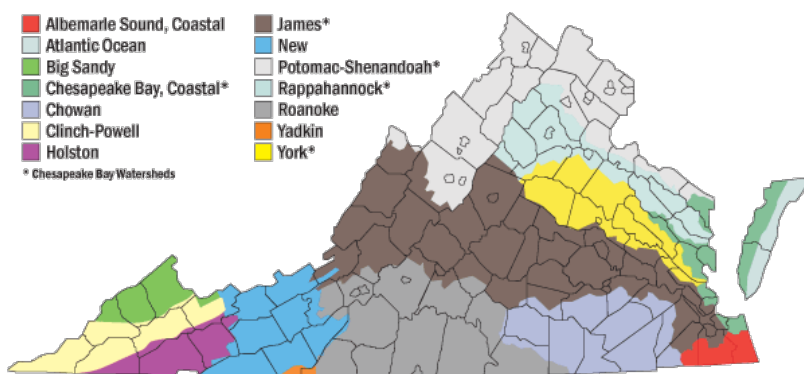 Albemarle Sound, Coastal
Atlantic Ocean
Big Sandy
Chesapeake Bay, Coastal*
Chowan
Clinch-Powell
Holston
* Chesapeake Bay Watersheds
James*
New
Potomac-Shenandoah*
Rappahannock*
Roanoke
Yadkin
York*